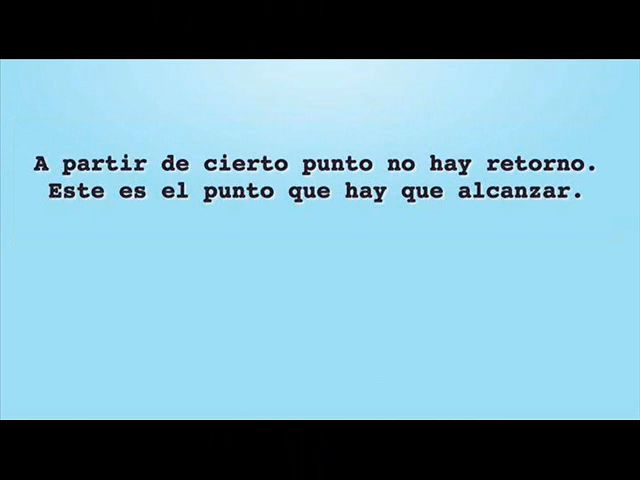 A partir de cierto punto no hay retorno.
Este es el punto que hay que alcanzar.